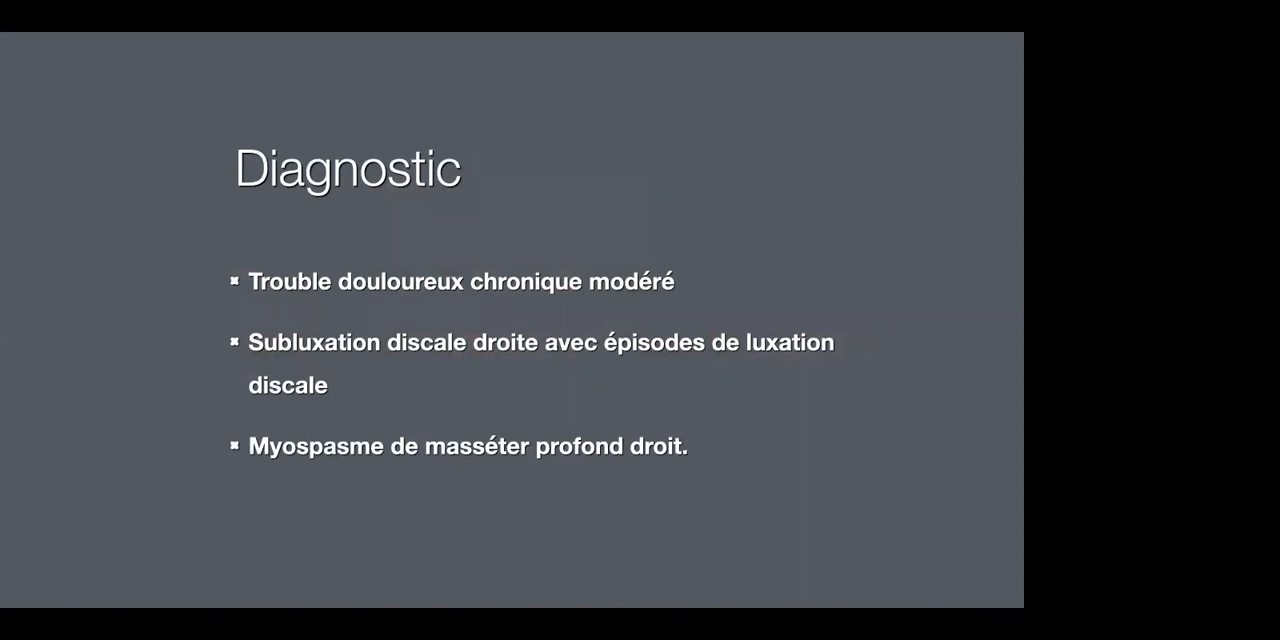 Diagnostic
Trouble douloureux chronique modéré
Subluxation discale droite avec épisodes de luxation
discale
Myospasme de masséter profond droit.